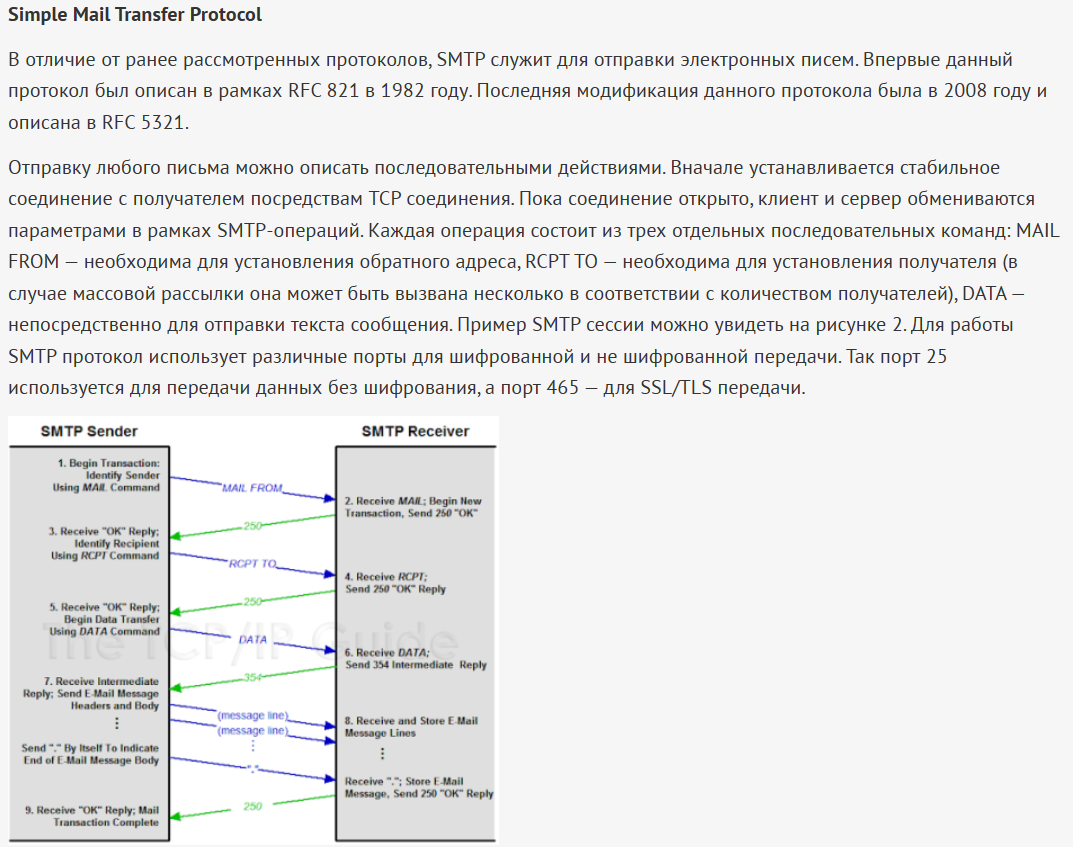 Simple Mail Transfer Protocol
В отличие от ранее рассмотренных протоколов, SMTP служит для отправки электронных писем. Впервые данный
протокол был описан в рамках RFC 821 в 1982 году. Последняя модификация данного протокола была в 2008 году и
описана в RFC 5321.
Отправку любого письма можно описать последовательными действиями. Вначале устанавливается стабильное
соединение с получателем посредствам TCP соединения. Пока соединение открыто, клиент и сервер обмениваются
параметрами в рамках SMTP-операций. Каждая операция состоит из трех отдельных последовательных команд: MAIL
FROM — необходима для установления обратного адреса, RCPT TO — необходима для установления получателя (в
случае массовой рассылки она может быть вызвана несколько в соответствии с количеством получателей), DATA —
непосредственно для отправки текста сообщения. Пример SMTP сессии можно увидеть на рисунке 2. Для работы
SMTP протокол использует различные порты для шифрованной и не шифрованной передачи. Так порт 25
используется для передачи данных без шифрования, а порт 465 — для SSL/TLS передачи.
SMTP Sender
SMTP Receiver
1. Begin Transaction:
Identify Sender
Using MAIL Command
MAIL FROM
2. Receive MAIL; Begin New
Transaction, Send 250 "OK"
250
3. Receive "OK" Reply;
Identify Recipient
Using RCPT Command
RCPT TO
4. Receive RCPT;
Send 250 "OK" Reply
250
5. Receive "OK" Reply;
Begin Data Transfer
Using DATA Command
DATA
The TCP/IP Guide
6. Receive DATA;
Send 354 Intermediate Reply
354
7. Receive Intermediate
Reply; Send E-Mail Message
Headers and Body
(message line)
(message line)
8. Receive and Store E-Mail
Message Lines
Send "." By Itself To Indicate
End of E-Mail Message Body
"."
Receive "."; Store E-Mail
Message, Send 250 "OK" Reply
250
9. Receive "OK" Reply; Mail
Transaction Complete